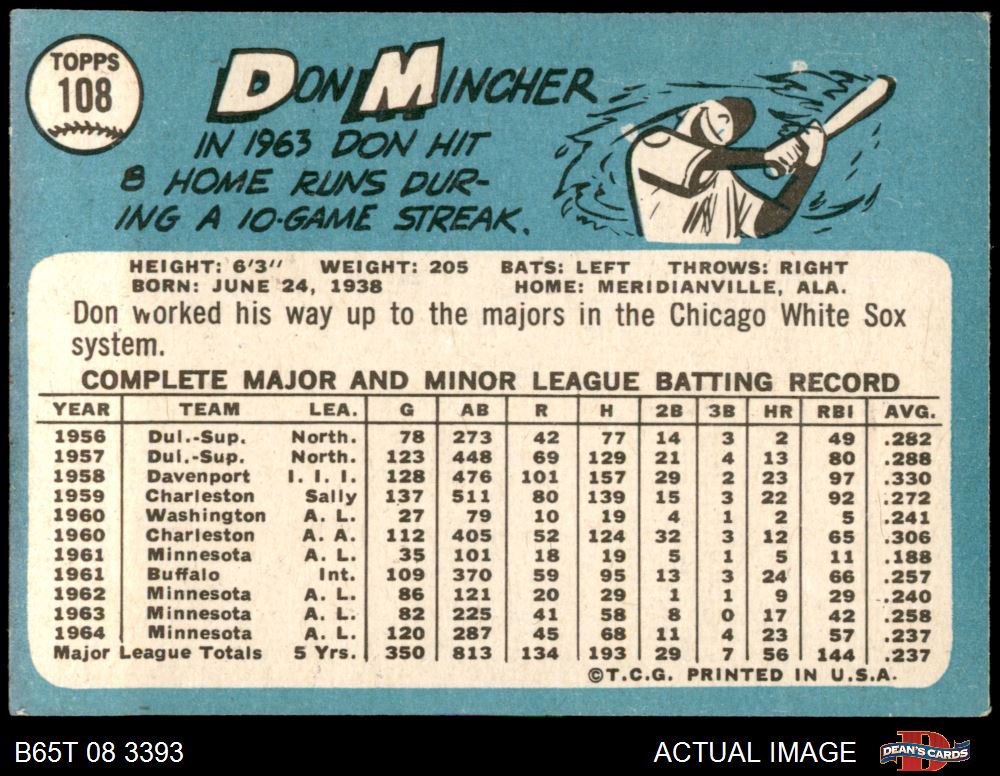 TOPPS
108
DON MINCHER
IN 1963 DON HIT
8 HOME RUNS DUR-
ING A 10-GAME STREAK.
HEIGHT: 6'3" WEIGHT: 205 BATS: LEFT THROWS: RIGHT
BORN: JUNE 24, 1938 HOME: MERIDIANVILLE, ALA.
Don worked his way up to the majors in the Chicago White Sox
system.
COMPLETE MAJOR AND MINOR LEAGUE BATTING RECORD
YEAR TEAM LEA. G AB R H 2B 3B HR RBI AVG.
1956 Dul.-Sup. North. 78 273 42 77 14 3 2 49 .282
1957 Dul.-Sup. North. 123 448 69 129 21 4 13 80 .288
1958 Davenport I. I. I. 128 476 101 157 29 2 23 97 .330
1959 Charleston Sally 137 511 80 139 15 3 22 92 .272
1960 Washington A. L. 27 79 10 19 4 1 2 5 .241
1960 Charleston A. A. 112 405 52 124 32 3 12 65 .306
1961 Minnesota A. L. 35 101 18 19 5 1 5 11 .188
1961 Buffalo Int. 109 370 59 95 13 3 24 66 .257
1962 Minnesota A. L. 86 121 20 29 1 1 9 29 .240
1963 Minnesota A. L. 82 225 41 58 8 0 17 42 .258
1964 Minnesota A. L. 120 287 45 68 11 4 23 57 .237
Major League Totals 5 Yrs. 350 813 134 193 29 7 56 144 .237
©T.C.G. PRINTED IN U.S.A.
B65T 08 3393 ACTUAL IMAGE DEAN'S CARDS